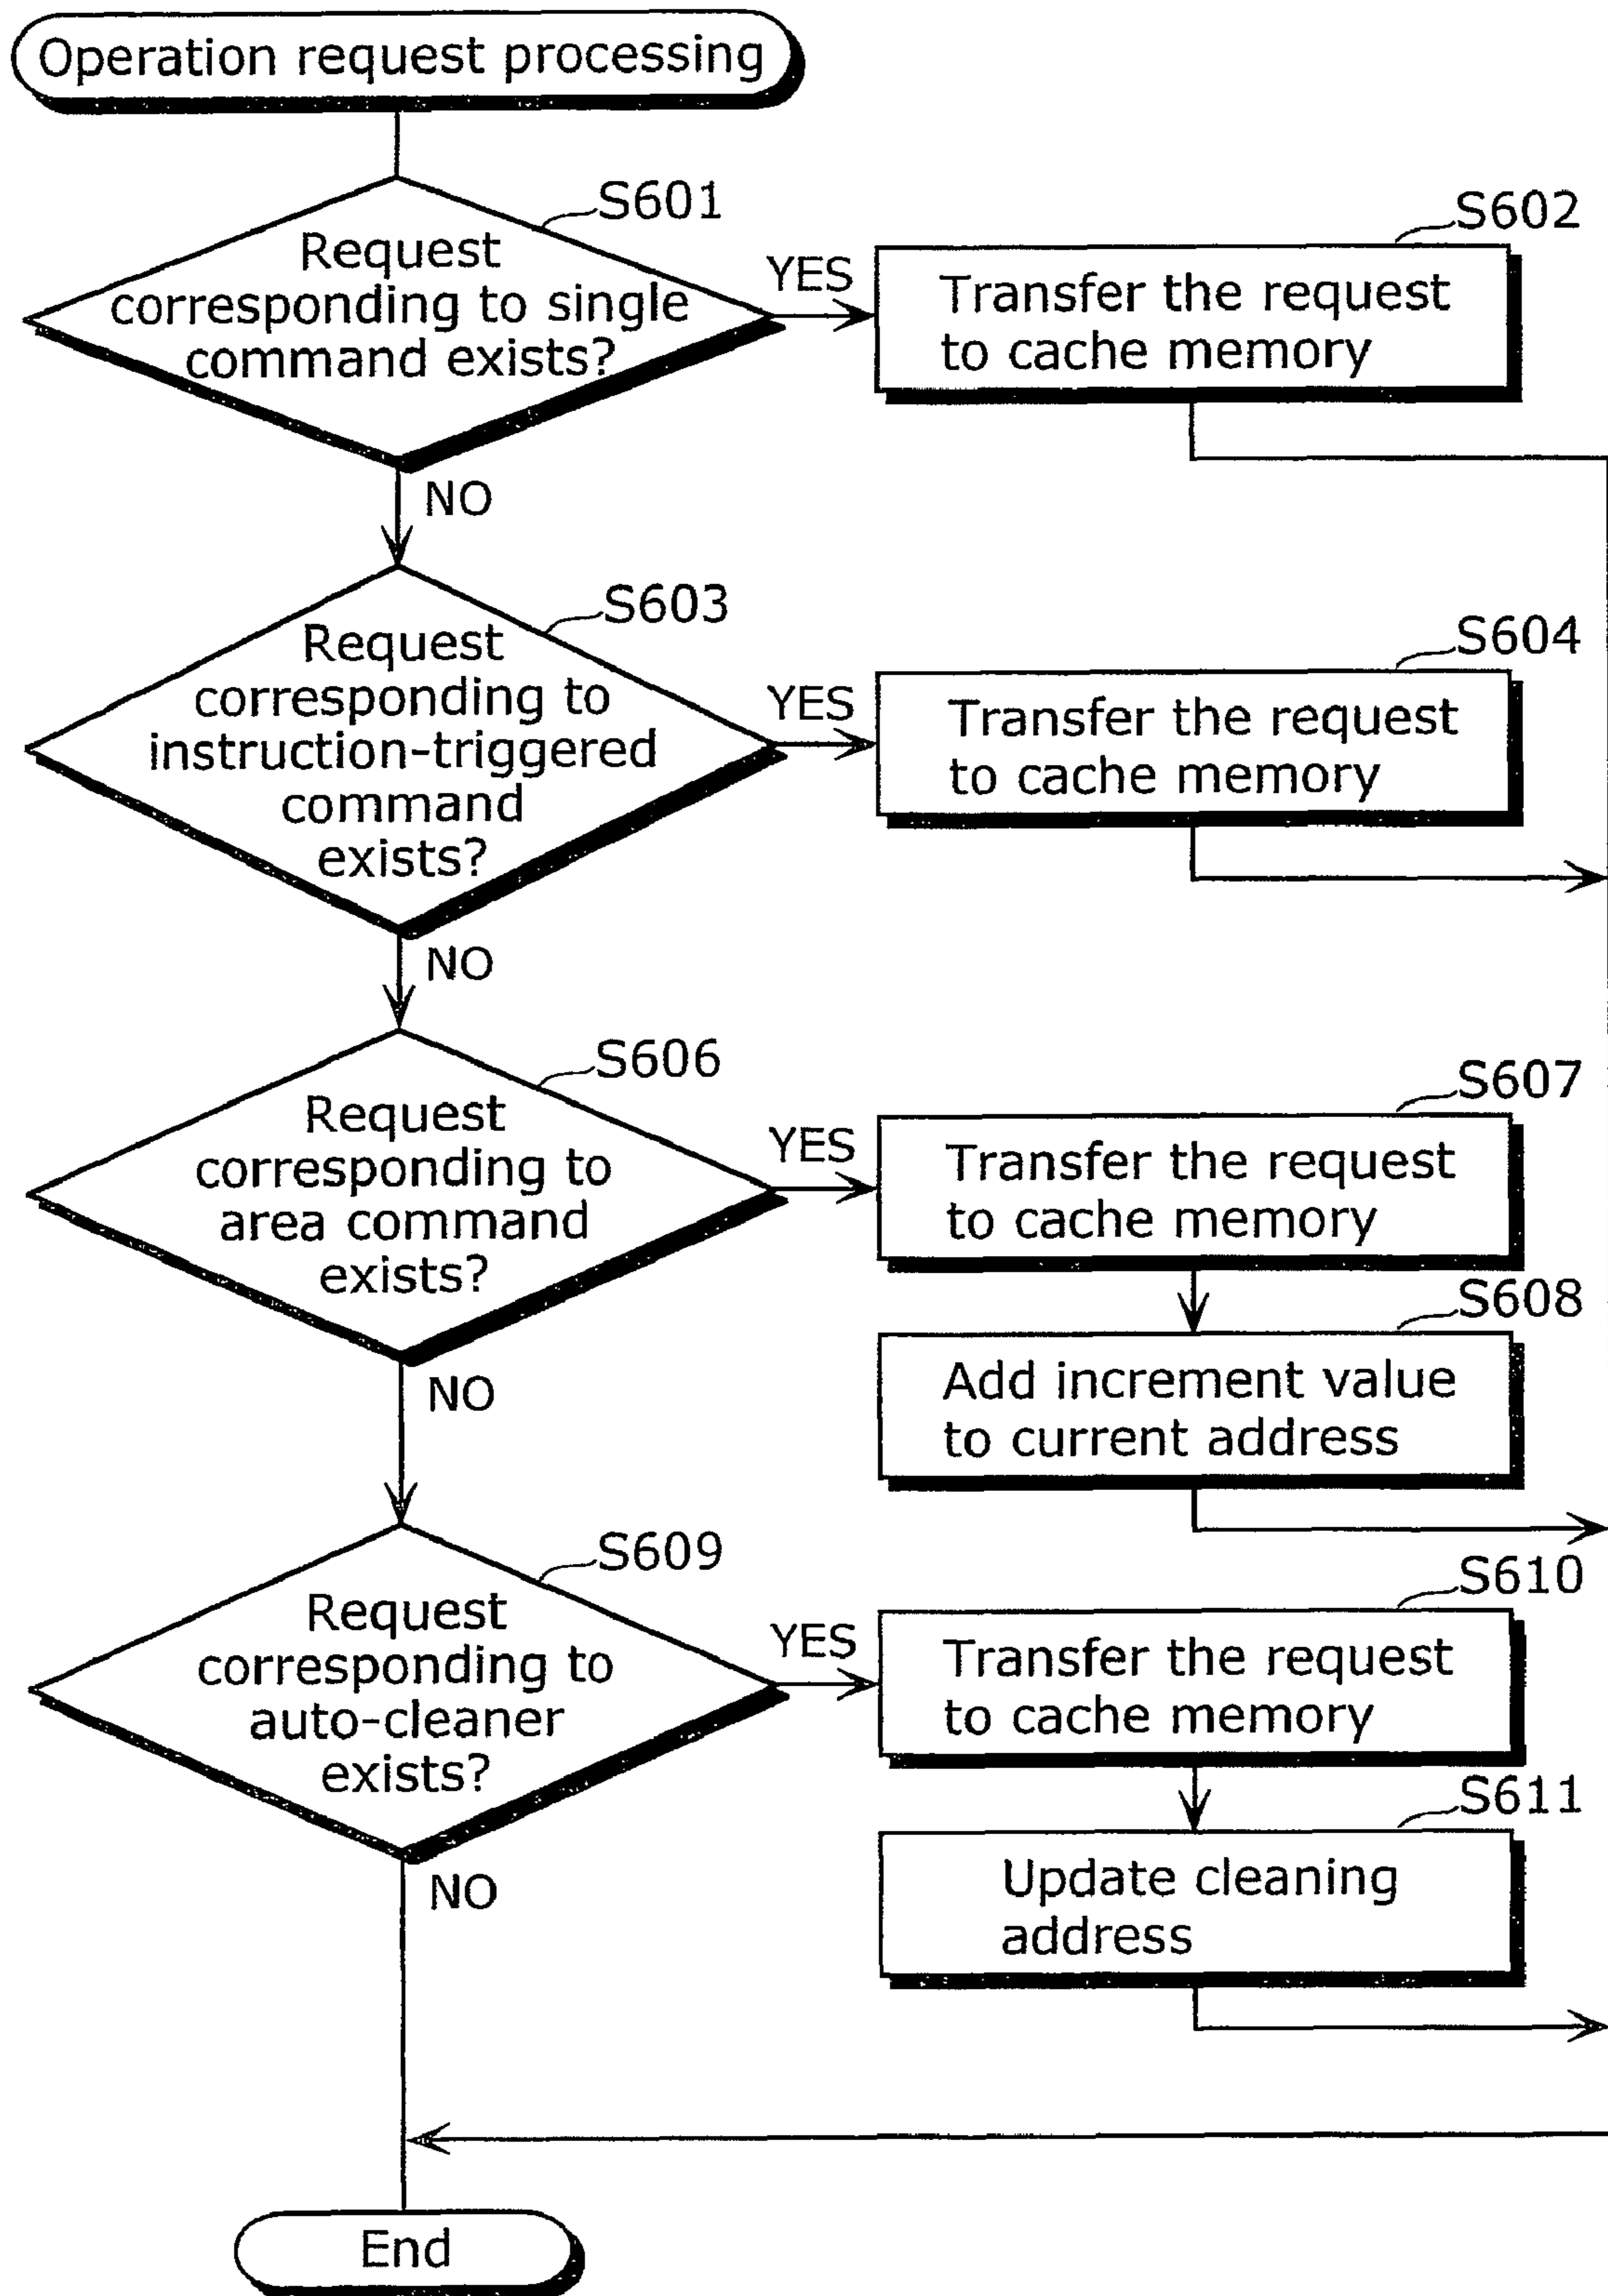 Operation request processing
S601
Request
corresponding to single
command exists?
YES
S602
Transfer the request
to cache memory
NO
S603
Request
corresponding to
instruction-triggered
command
exists?
YES
S604
Transfer the request
to cache memory
NO
S606
Request
corresponding to
area command
exists?
YES
S607
Transfer the request
to cache memory
S608
Add increment value
to current address
NO
S609
Request
corresponding to
auto-cleaner
exists?
YES
S610
Transfer the request
to cache memory
S611
Update cleaning
address
NO
End